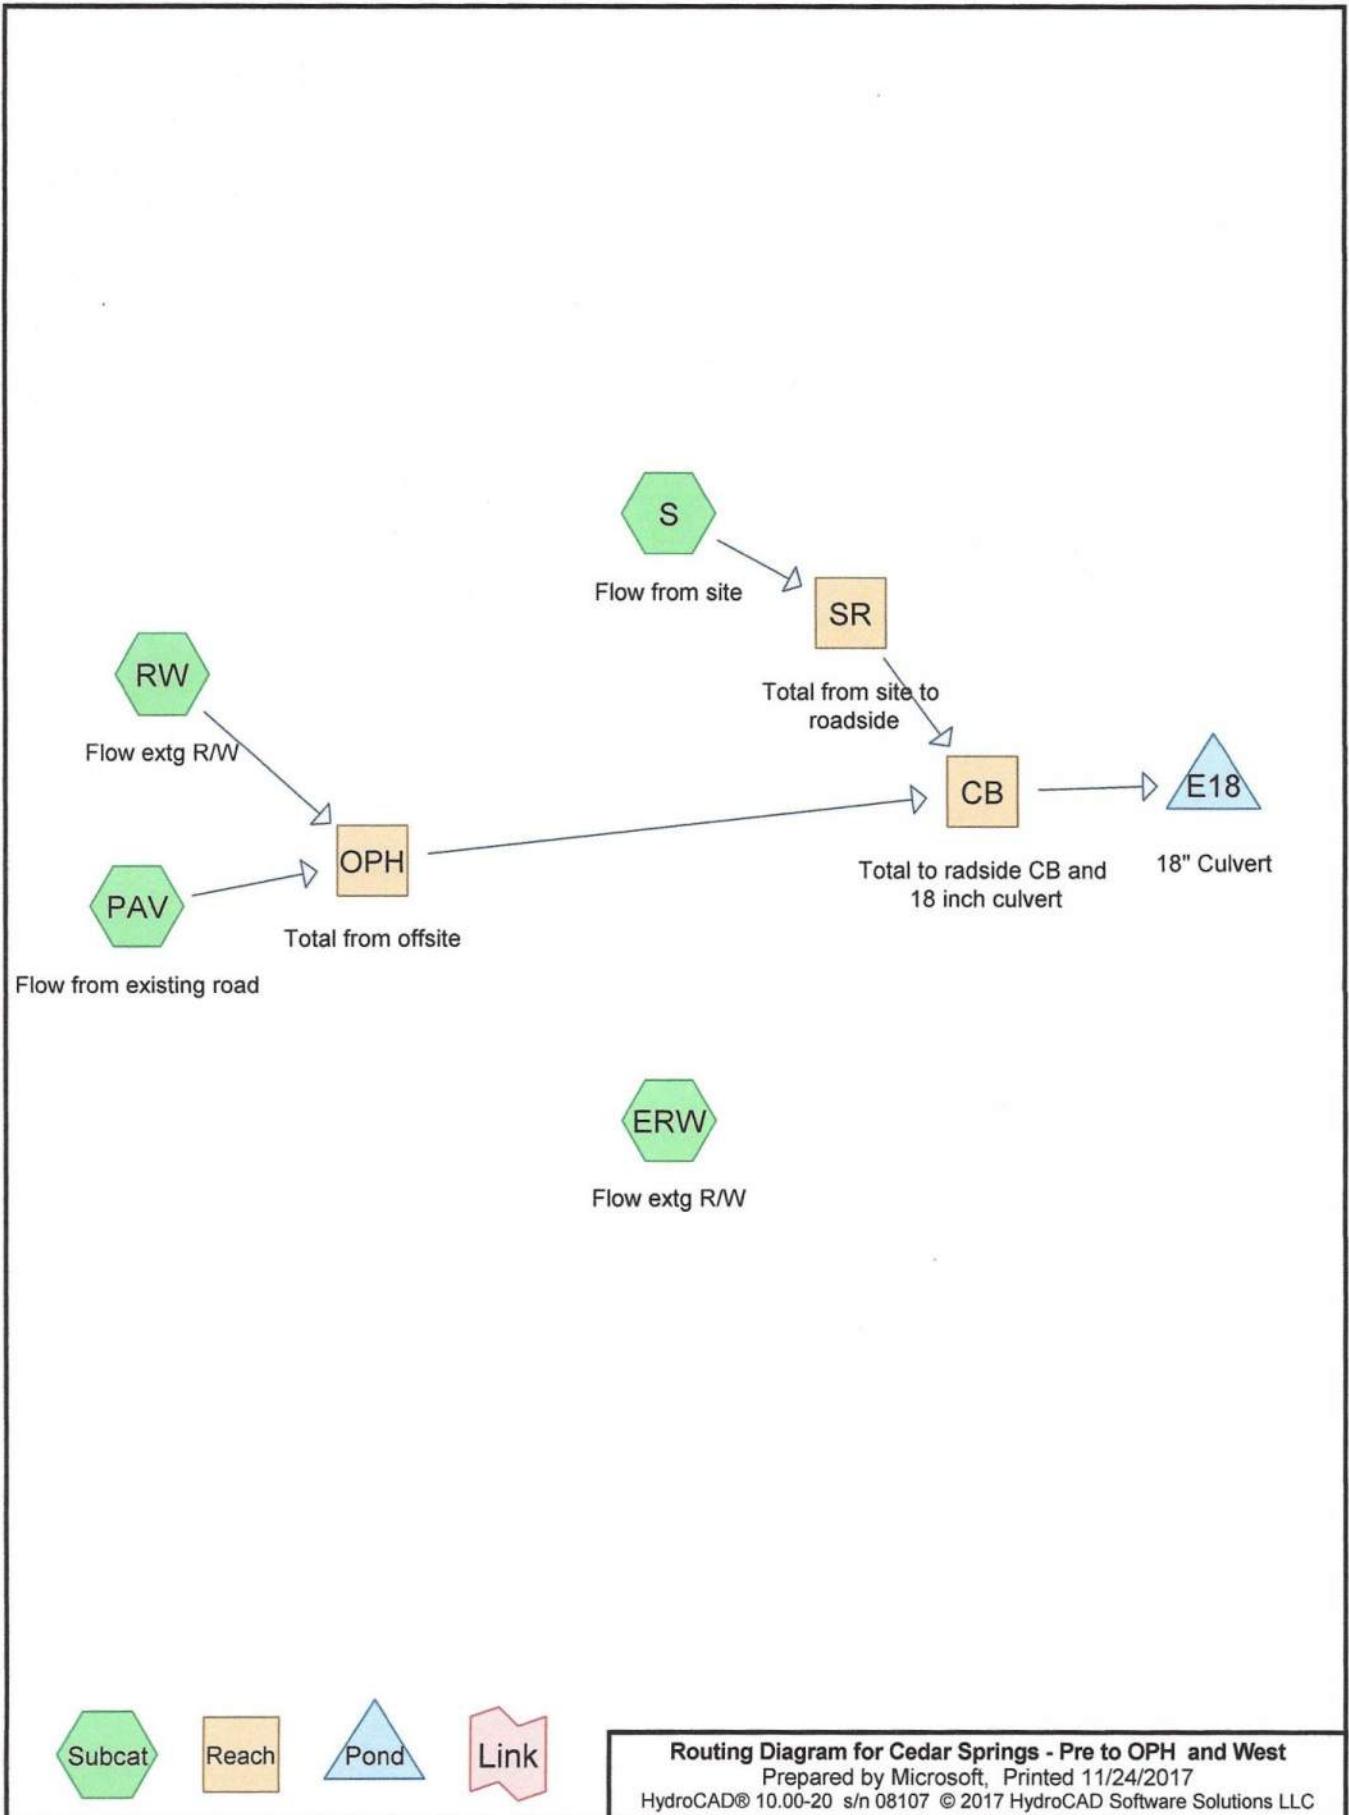 S
Flow from site
SR
Total from site to
roadside
RW
Flow extg R/W
CB
Total to radside CB and
18 inch culvert
E18
18" Culvert
OPH
Total from offsite
PAV
Flow from existing road
ERW
Flow extg R/W
Subcat
Reach
Pond
Link
Routing Diagram for Cedar Springs - Pre to OPH and West
Prepared by Microsoft, Printed 11/24/2017
HydroCAD® 10.00-20 s/n 08107 © 2017 HydroCAD Software Solutions LLC